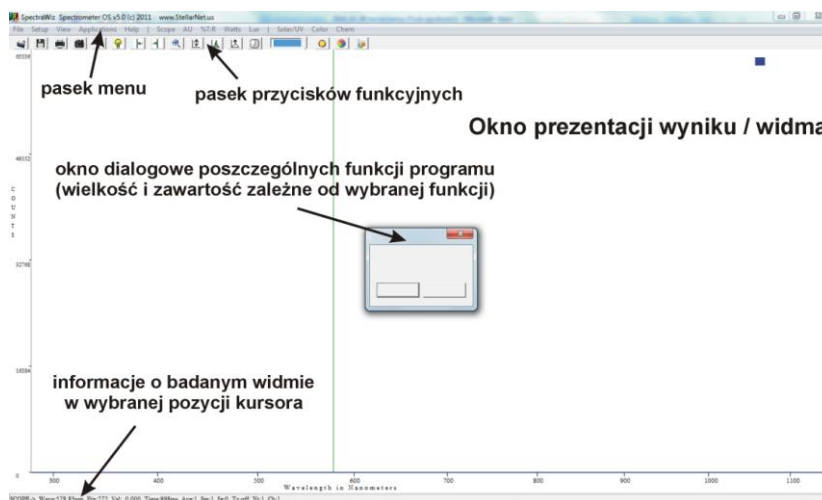 SpectraWiz Spectrometer OS v5.0 (c) 2011 www.StellarNet.us
File Setup View Applications Help | Scope AU %T:R Watts Lux | Solar/UV Color Chem
pasek menu
pasek przycisków funkcyjnych
Okno prezentacji wyniku / widma
okno dialogowe poszczególnych funkcji programu
(wielkość i zawartość zależne od wybranej funkcji)
COUNTS
informacje o badanym widmie
w wybranej pozycji kursora
0
300 400 500 600 700 800 900 1000 1100
Wavelength in Nanometers